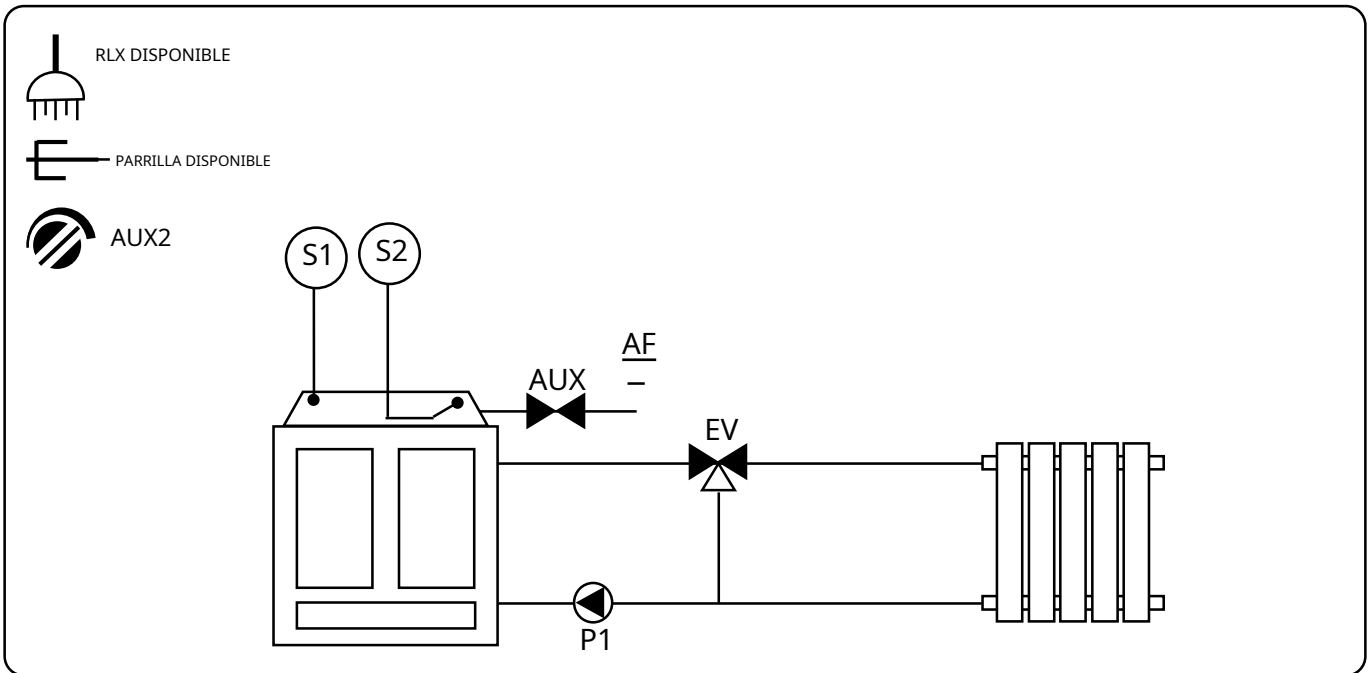 RLX DISPONIBLE
PARRILLA DISPONIBLE
AUX2
S1
S2
AF
AUX
EV
P1